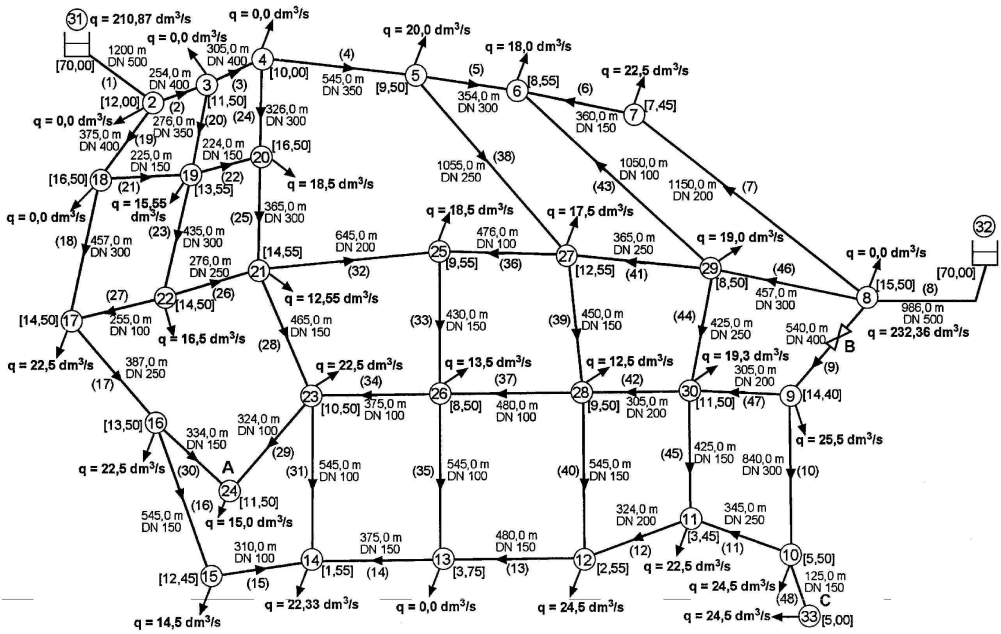 31 q = 210,87 dm³/s
[70,00]
1200 m
DN 500
(1)
q = 0,0 dm³/s
q = 0,0 dm³/s
305,0 m
DN 400
(3)
4
[10,00]
(4)
545,0 m
DN 350
q = 20,0 dm³/s
5
[9,50]
(5)
354,0 m
DN 300
q = 18,0 dm³/s
6
[8,55]
(6)
360,0 m
DN 150
q = 22,5 dm³/s
7
[7,45]
254,0 m
DN 400
(2)
3
[11,50]
2
[12,00]
q = 0,0 dm³/s
276,0 m
DN 350
(20)
326,0 m
DN 300
(24)
375,0 m
DN 400
(19)
225,0 m
DN 150
(21)
224,0 m
DN 150
(22)
20
[16,50]
q = 18,5 dm³/s
[16,50]
18
q = 0,0 dm³/s
19
[13,55]
q = 15,55
dm³/s
1055,0 m
DN 250
(38)
1050,0 m
DN 100
(43)
1150,0 m
DN 200
(7)
(18)
457,0 m
DN 300
(23)
435,0 m
DN 300
(25)
365,0 m
DN 300
q = 18,5 dm³/s
q = 17,5 dm³/s
q = 19,0 dm³/s
q = 0,0 dm³/s
32
[70,00]
276,0 m
DN 250
(26)
[14,55]
21
645,0 m
DN 200
(32)
25
[9,55]
476,0 m
DN 100
(36)
27
[12,55]
365,0 m
DN 250
(41)
29
[8,50]
(46)
457,0 m
DN 300
[15,50]
8
(8)
986,0 m
DN 500
q = 232,36 dm³/s
(27)
255,0 m
DN 100
22
[14,50]
q = 12,55 dm³/s
q = 16,5 dm³/s
[14,50]
17
q = 22,5 dm³/s
465,0 m
DN 150
(28)
(33)
430,0 m
DN 150
(39)
450,0 m
DN 150
(44)
425,0 m
DN 250
540,0 m
DN 400
B
(9)
387,0 m
DN 250
(17)
q = 22,5 dm³/s
q = 13,5 dm³/s
q = 12,5 dm³/s
q = 19,3 dm³/s
23
[10,50]
(34)
375,0 m
DN 100
26
[8,50]
(37)
480,0 m
DN 100
28
[9,50]
(42)
305,0 m
DN 200
30
[11,50]
305,0 m
DN 200
(47)
9
[14,40]
q = 25,5 dm³/s
[13,50]
16
334,0 m
DN 150
(30)
324,0 m
DN 100
(29)
A
24
[11,50]
q = 15,0 dm³/s
q = 22,5 dm³/s
(31)
545,0 m
DN 100
(35)
545,0 m
DN 100
(40)
545,0 m
DN 150
(45)
425,0 m
DN 150
840,0 m
DN 300
(10)
(16)
545,0 m
DN 150
324,0 m
DN 200
(12)
11
[3,45]
345,0 m
DN 250
(11)
10
[5,50]
q = 22,5 dm³/s
[12,45]
15
310,0 m
DN 100
(15)
14
[1,55]
375,0 m
DN 150
(14)
13
[3,75]
480,0 m
DN 150
(13)
12
[2,55]
q = 24,5 dm³/s
(48)
125,0 m
DN 150
C
q = 14,5 dm³/s
q = 22,33 dm³/s
q = 0,0 dm³/s
q = 24,5 dm³/s
q = 24,5 dm³/s
33
[5,00]